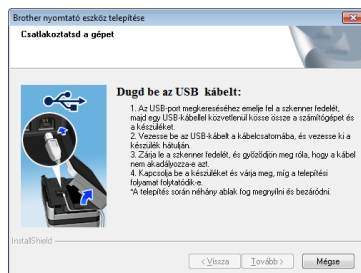 Brother nyomtató eszköz telepítése
Csatlakoztatsd a gépet
Dugd be az USB kábelt:
1. Az USB-port megkereséséhez emelje fel a szkenner fedelét,
majd egy USB-kábellel közvetlenül kösse össze a számítógépet és
a készüléket.
2. Vezesse be az USB-kábelt a kábelcsatornába, és vezesse ki a
készülék hátulján.
3. Zárja le a szkenner fedelét, és győződjön meg róla, hogy a kábel
nem akadályozza-e azt.
4. Kapcsolja be a készüléket és várja meg, míg a telepítési
folyamat folytatódik-e.
*A telepítés során néhány ablak fog megnyílni és bezáródni.
InstallShield
< Vissza
Tovább >
Mégse